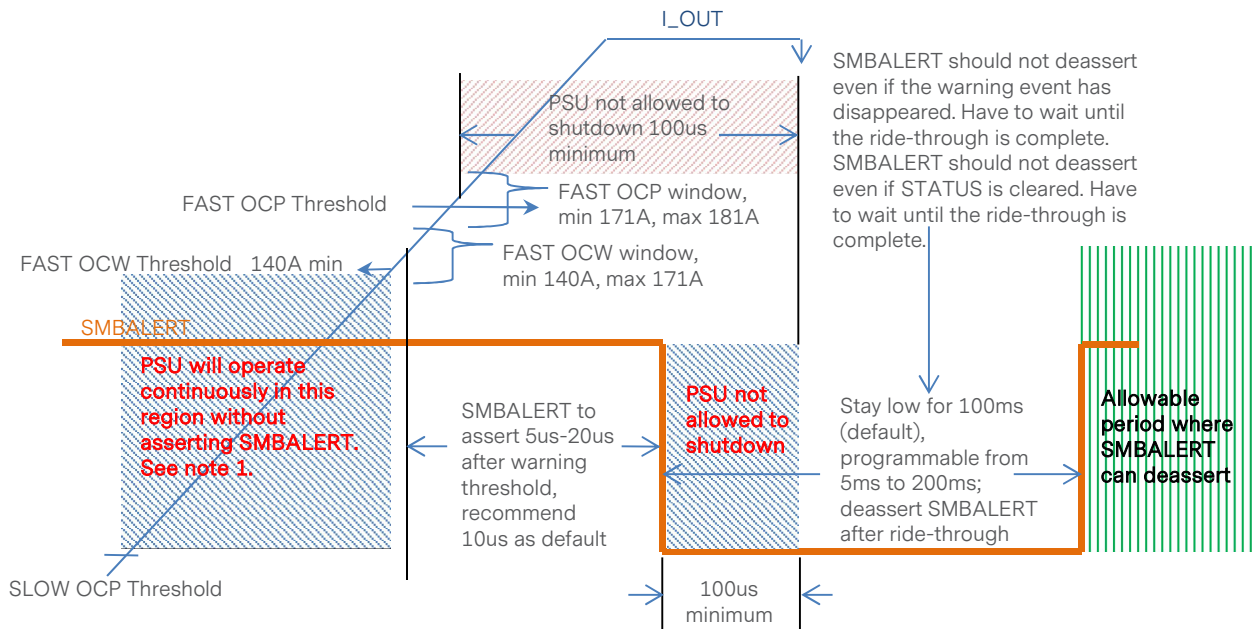 I_OUT
SMBALERT should not deassert
even if the warning event has
disappeared. Have to wait until
the ride-through is complete.
SMBALERT should not deassert
even if STATUS is cleared. Have
to wait until the ride-through is
complete.
PSU not allowed to
shutdown 100us
minimum
FAST OCP Threshold
FAST OCP window,
min 171A, max 181A
FAST OCW Threshold 140A min
FAST OCW window,
min 140A, max 171A
SMBALERT
PSU will operate
continuously in this
region without
asserting SMBALERT.
See note 1.
SMBALERT to
assert 5us-20us
after warning
threshold,
recommend
10us as default
PSU not
allowed to
shutdown
Stay low for 100ms
(default),
programmable from
5ms to 200ms;
deassert SMBALERT
after ride-through
Allowable
period where
SMBALERT
can deassert
SLOW OCP Threshold
100us
minimum